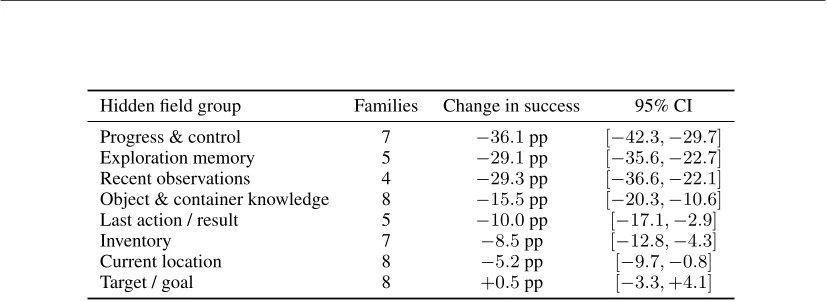 Hidden field group Families Change in success 95% CI
Progress & control 7 −36.1 pp [−42.3, −29.7]
Exploration memory 5 −29.1 pp [−35.6, −22.7]
Recent observations 4 −29.3 pp [−36.6, −22.1]
Object & container knowledge 8 −15.5 pp [−20.3, −10.6]
Last action / result 5 −10.0 pp [−17.1, −2.9]
Inventory 7 −8.5 pp [−12.8, −4.3]
Current location 8 −5.2 pp [−9.7, −0.8]
Target / goal 8 +0.5 pp [−3.3, +4.1]